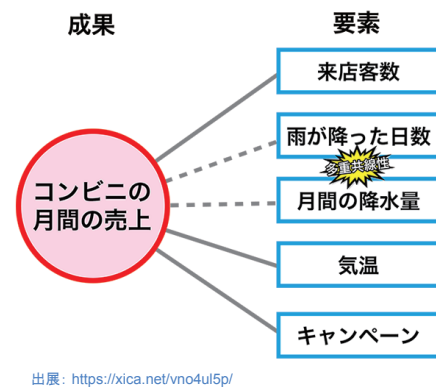 成果
要素
来店客数
雨が降った日数
多重共線性
コンビニの
月間の売上
月間の降水量
気温
キャンペーン
出展: https://xica.net/vno4ul5p/